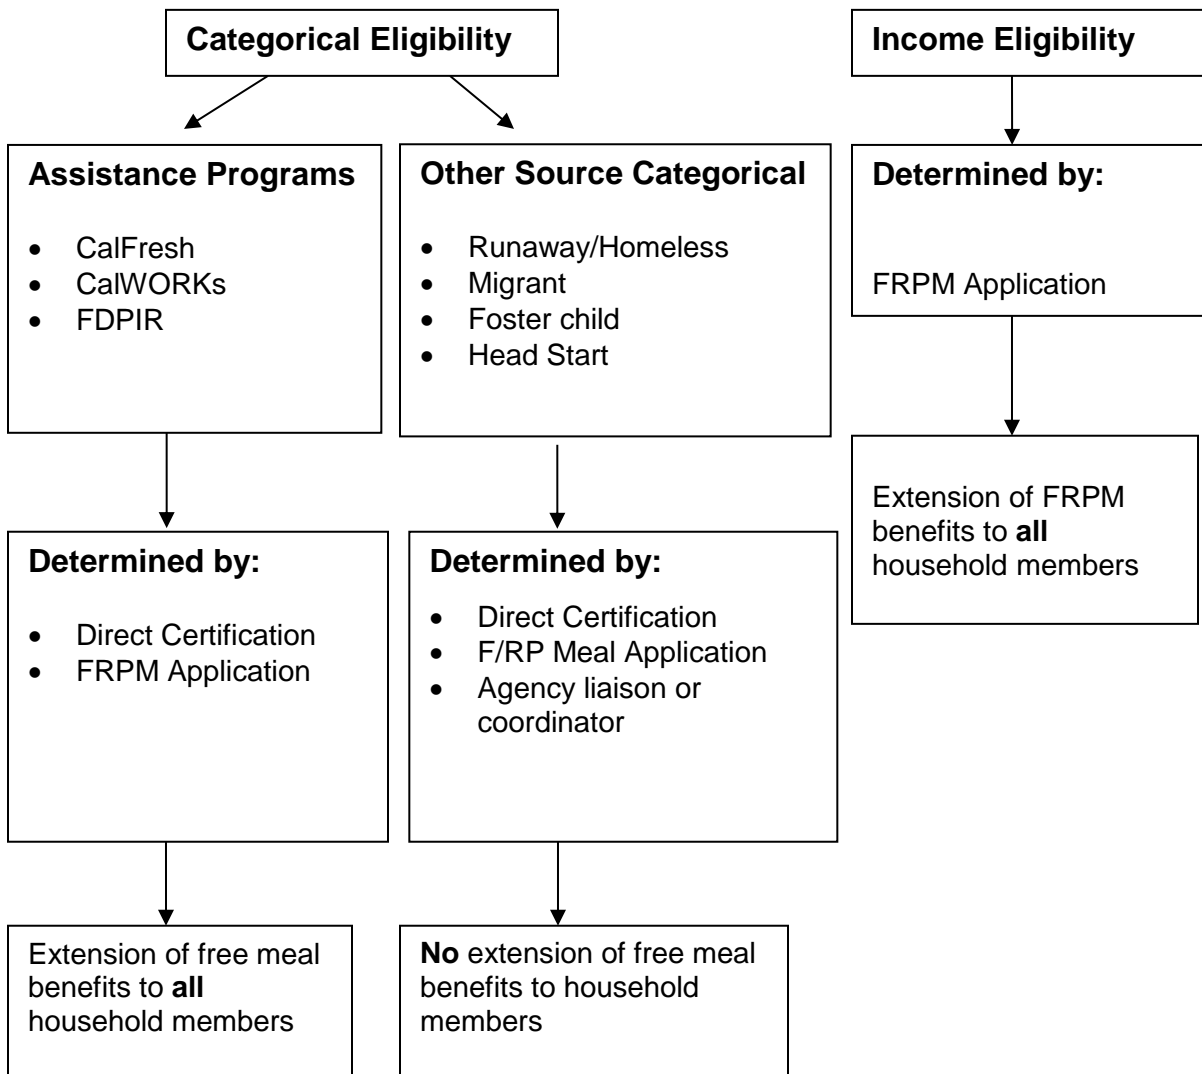 Categorical Eligibility
Income Eligibility
Assistance Programs
• CalFresh
• CalWORKs
• FDPIR
Other Source Categorical
• Runaway/Homeless
• Migrant
• Foster child
• Head Start
Determined by:
FRPM Application
Extension of FRPM
benefits to all
household members
Determined by:
• Direct Certification
• FRPM Application
Determined by:
• Direct Certification
• F/RP Meal Application
• Agency liaison or
coordinator
Extension of free meal
benefits to all
household members
No extension of free meal
benefits to household
members